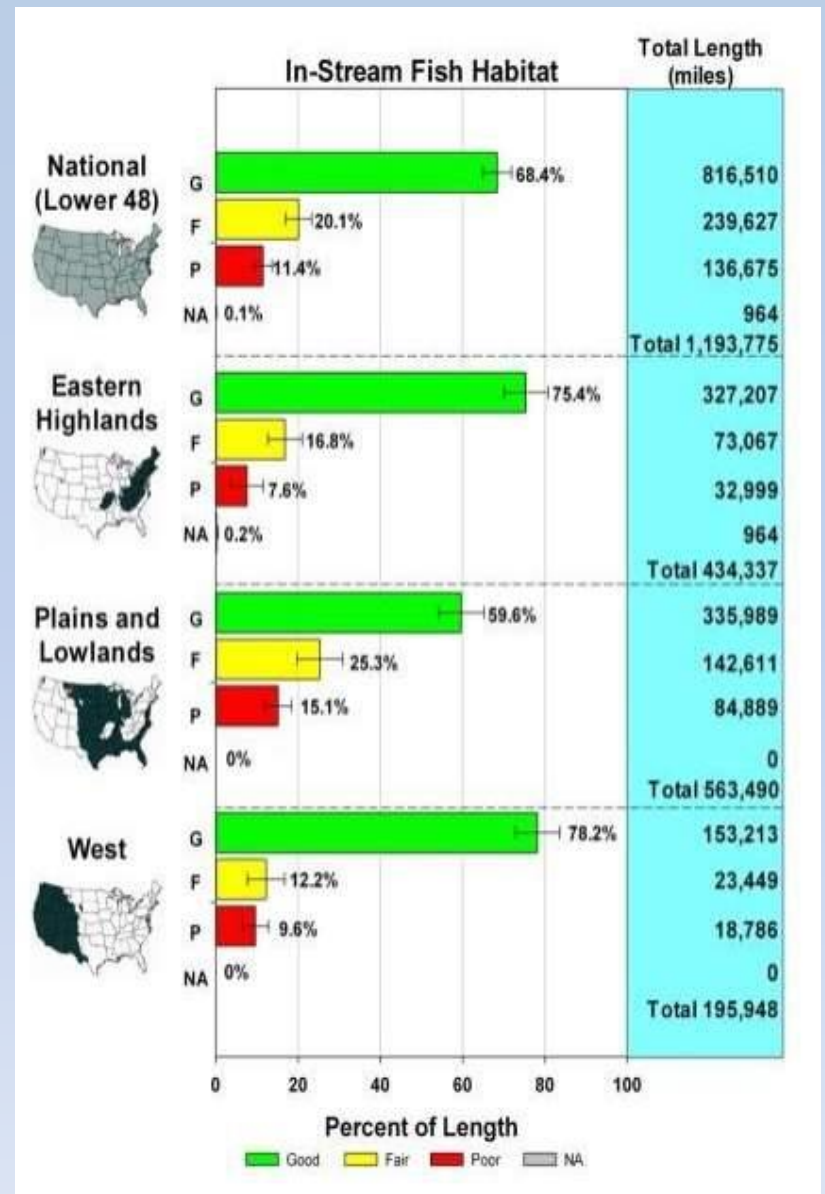 Total Length
(miles)
In-Stream Fish Habitat
National
(Lower 48)
G 68.4% 816,510
F 20.1% 239,627
P 11.4% 136,675
NA 0.1% 964
Total 1,193,775
Eastern
Highlands
G 75.4% 327,207
F 16.8% 73,067
P 7.6% 32,999
NA 0.2% 964
Total 434,337
Plains and
Lowlands
G 59.6% 335,989
F 25.3% 142,611
P 15.1% 84,889
NA 0% 0
Total 563,490
West
G 78.2% 153,213
F 12.2% 23,449
P 9.6% 18,786
NA 0% 0
Total 195,948
0 20 40 60 80 100
Percent of Length
Good Fair Poor NA